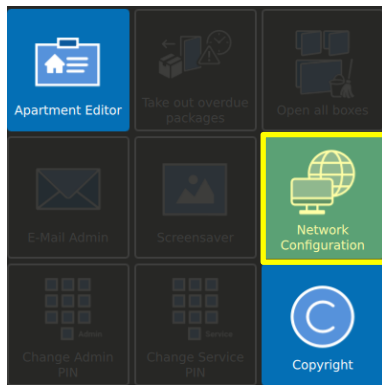 Apartment Editor
Take out overdue
packages
Open all boxes
E-Mail Admin
Screensaver
Network
Configuration
Admin
Change Admin
PIN
Service
Change Service
PIN
Copyright